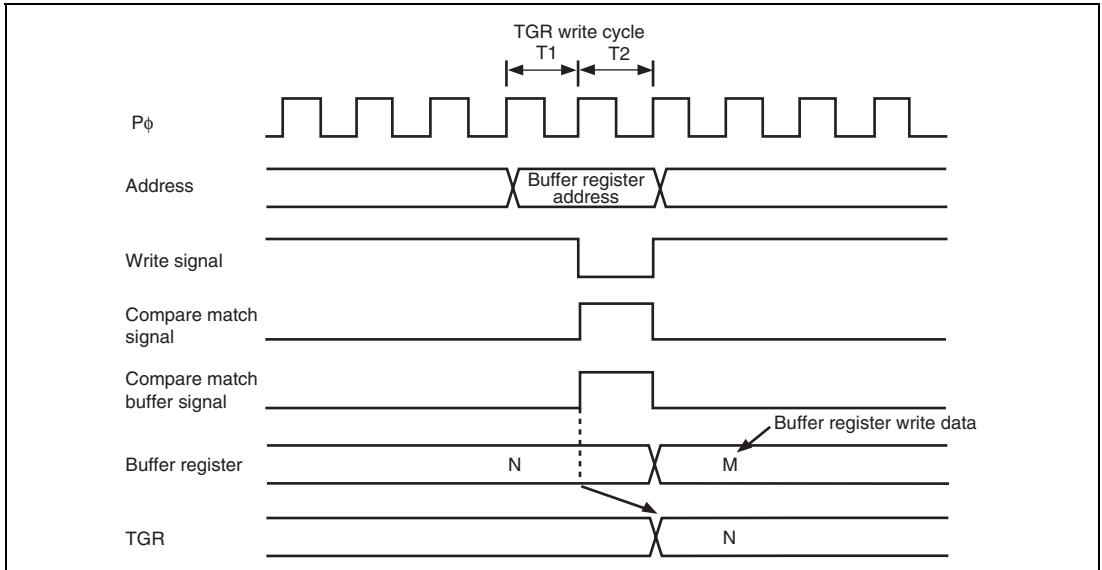 TGR write cycle
T1 T2
Pϕ
Address
Buffer register
address
Write signal
Compare match
signal
Compare match
buffer signal
Buffer register write data
Buffer register
N
M
TGR
N